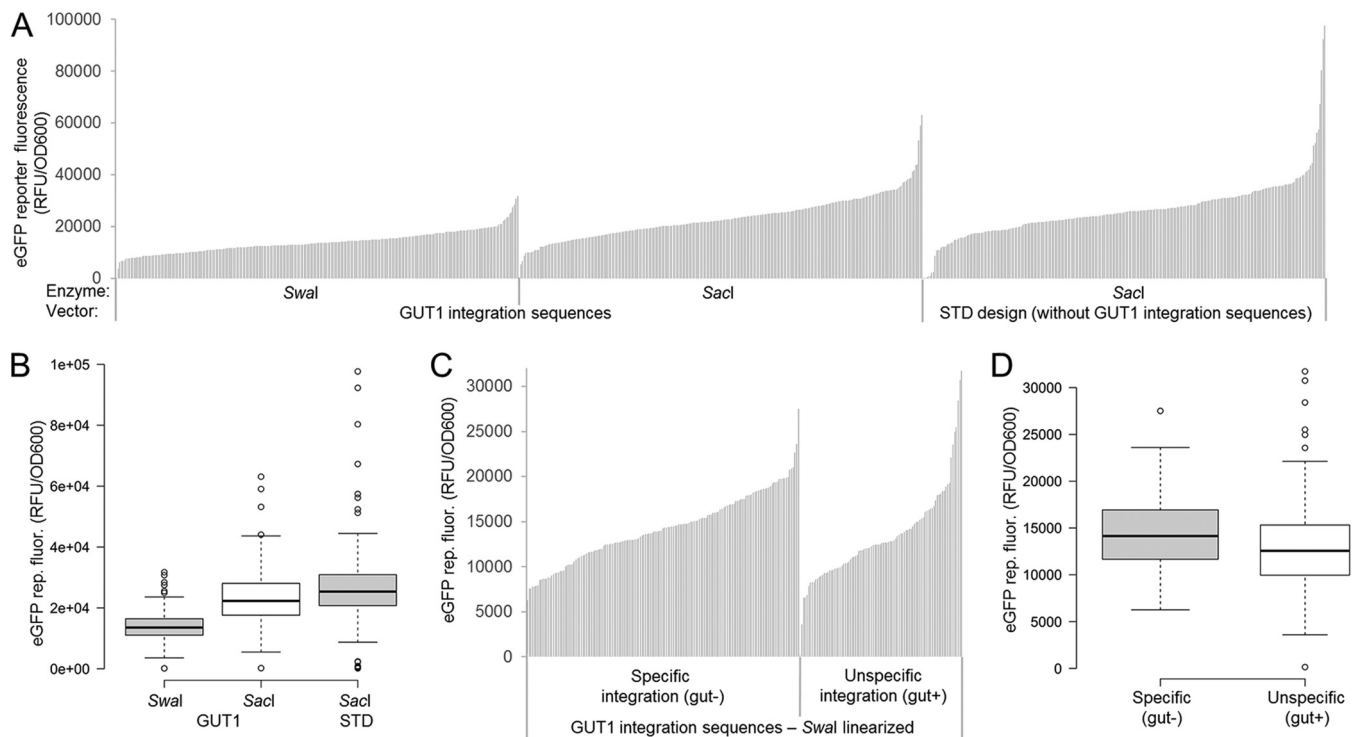 A
eGFP reporter fluorescence
(RFU/OD600)
100000
80000
60000
40000
20000
0
Enzyme: SwaI SacI SacI
Vector: GUT1 integration sequences STD design (without GUT1 integration sequences)
B
eGFP rep. fluor. (RFU/OD600)
1e+05
8e+04
6e+04
4e+04
2e+04
0e+00
SwaI SacI SacI
GUT1 STD
C
eGFP rep. fluor. (RFU/OD600)
30000
25000
20000
15000
10000
5000
0
Specific Unspecific
integration (gut-) integration (gut+)
GUT1 integration sequences – SwaI linearized
D
eGFP rep. fluor. (RFU/OD600)
30000
25000
20000
15000
10000
5000
0
Specific Unspecific
(gut-) (gut+)